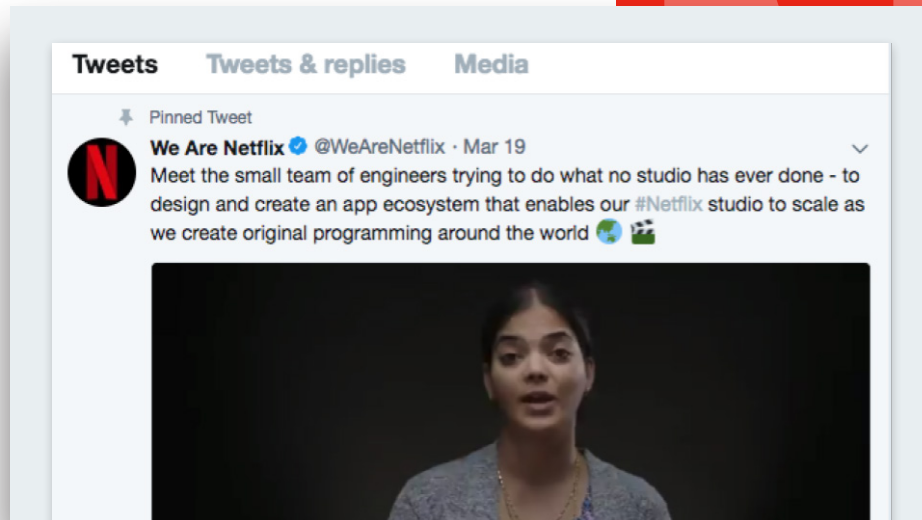 Tweets Tweets & replies Media
Pinned Tweet
We Are Netflix @WeAreNetflix · Mar 19
Meet the small team of engineers trying to do what no studio has ever done - to
design and create an app ecosystem that enables our #Netflix studio to scale as
we create original programming around the world 🌏 🎬